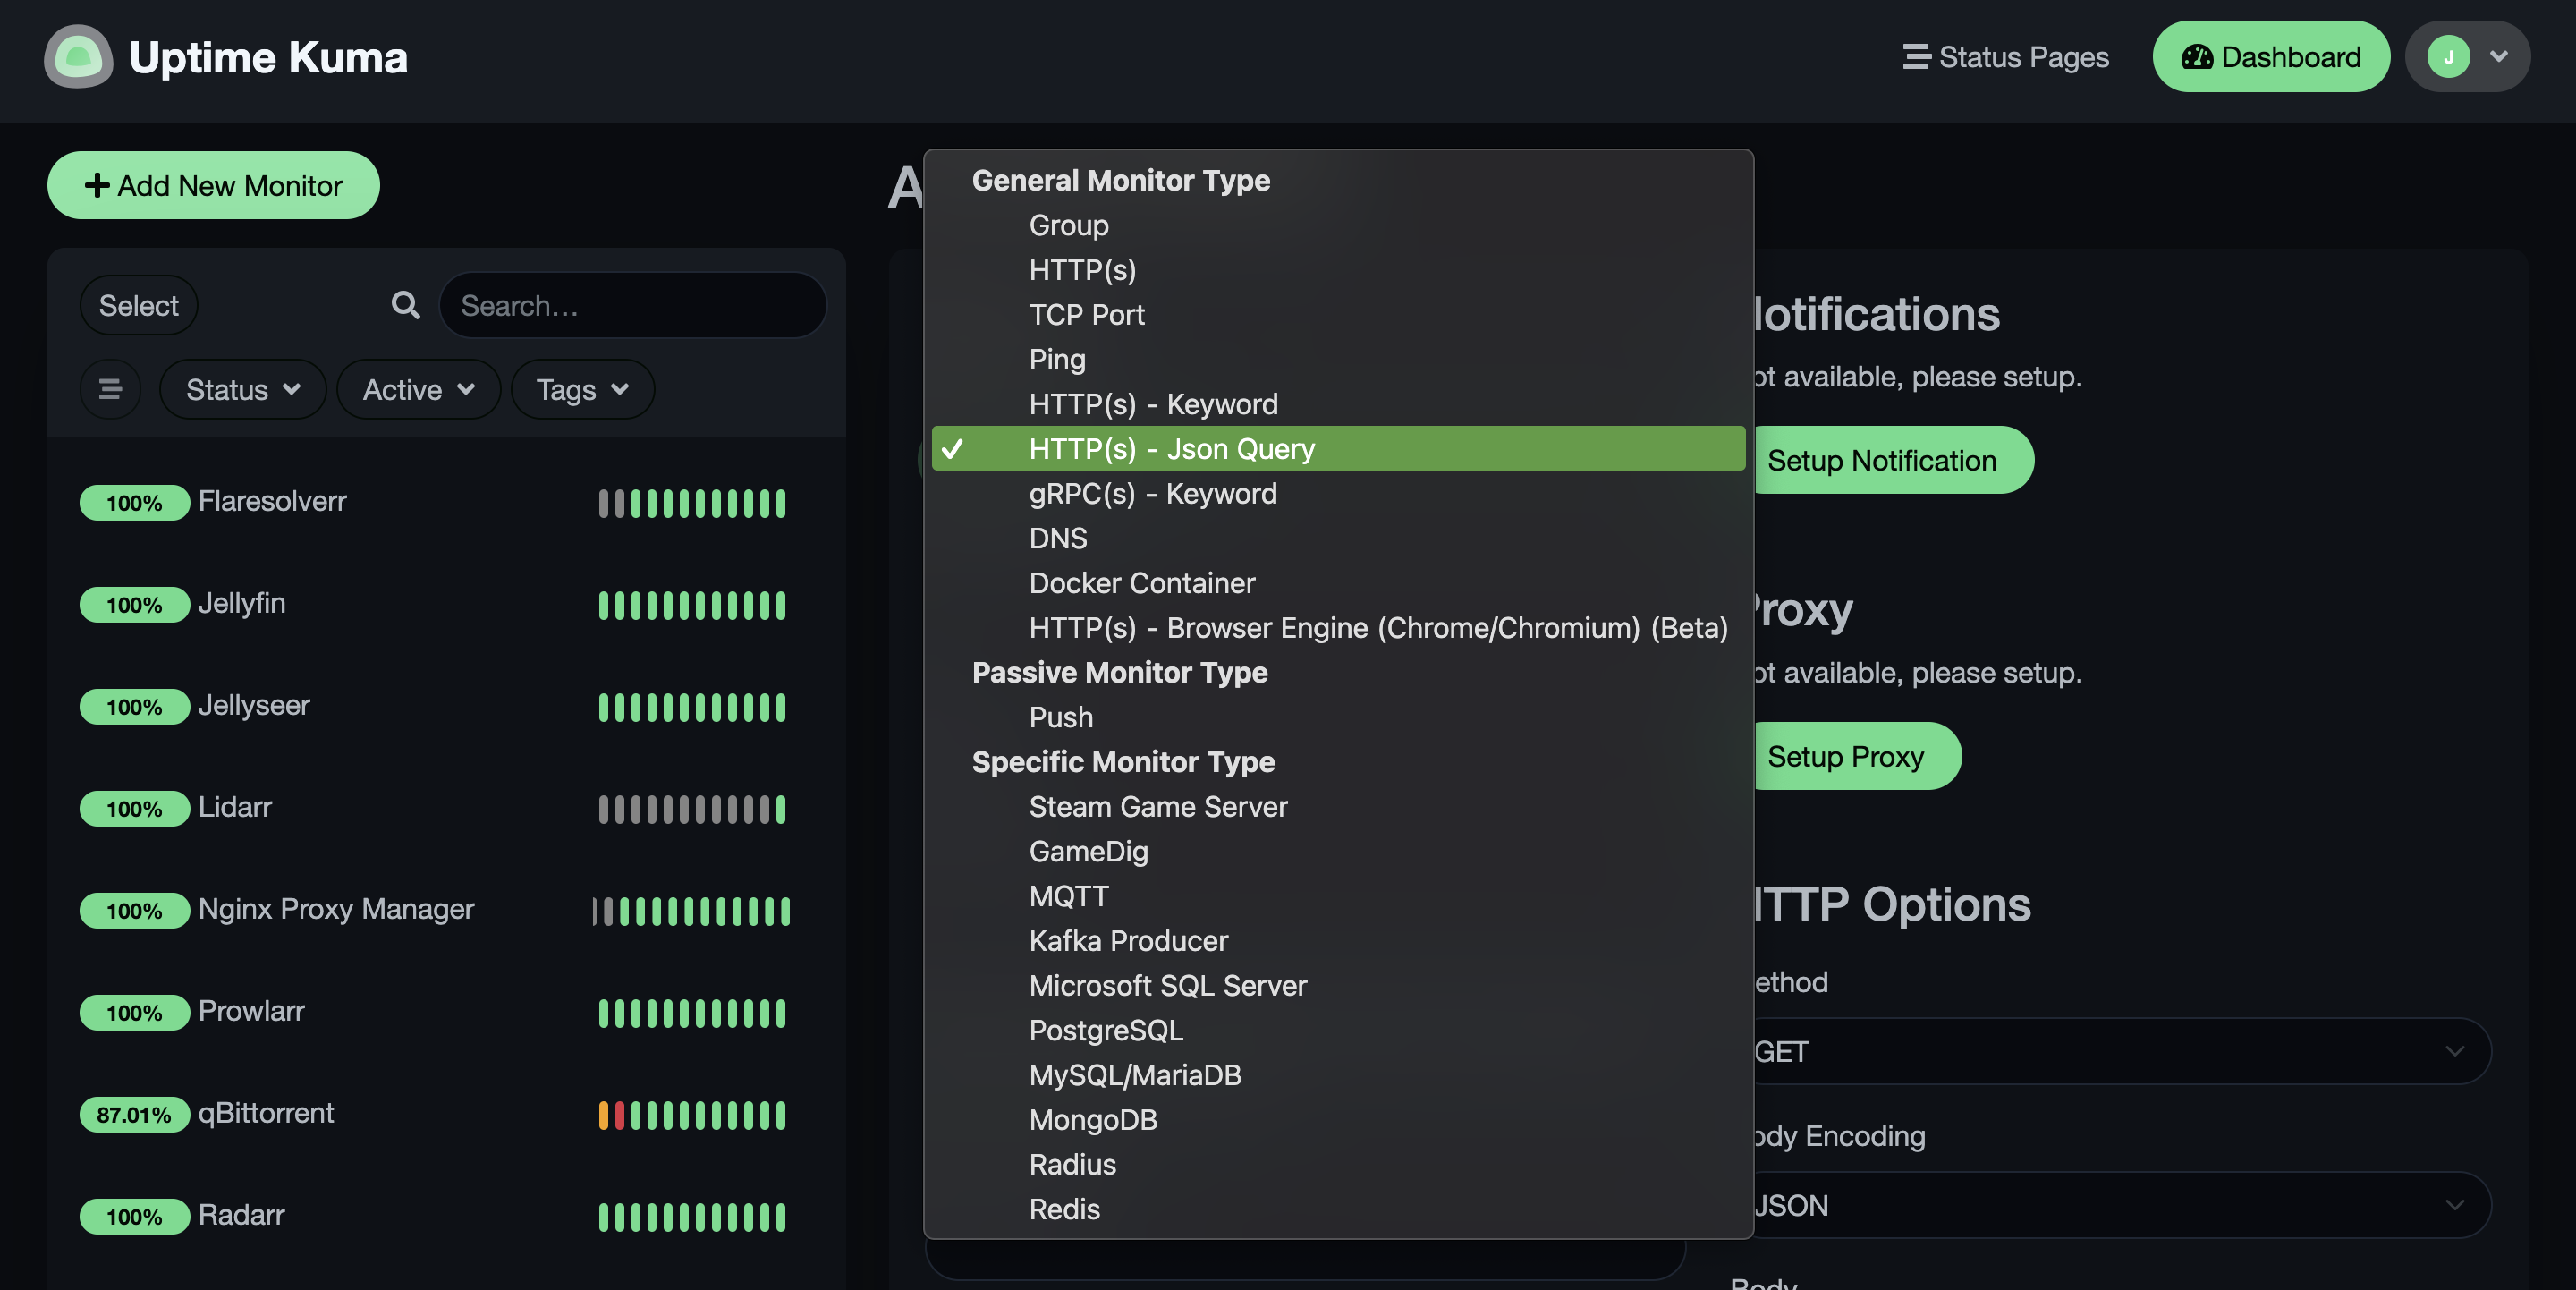 Uptime Kuma
Status Pages
Dashboard
J
Add New Monitor
Select
Search...
Status
Active
Tags
100% Flaresolverr
100% Jellyfin
100% Jellyseer
100% Lidarr
100% Nginx Proxy Manager
100% Prowlarr
87.01% qBittorrent
100% Radarr
A
General Monitor Type
Group
HTTP(s)
TCP Port
Ping
HTTP(s) - Keyword
HTTP(s) - Json Query
gRPC(s) - Keyword
DNS
Docker Container
HTTP(s) - Browser Engine (Chrome/Chromium) (Beta)
Passive Monitor Type
Push
Specific Monitor Type
Steam Game Server
GameDig
MQTT
Kafka Producer
Microsoft SQL Server
PostgreSQL
MySQL/MariaDB
MongoDB
Radius
Redis
otifications
ot available, please setup.
Setup Notification
roxy
ot available, please setup.
Setup Proxy
TTP Options
ethod
GET
ody Encoding
JSON
Body